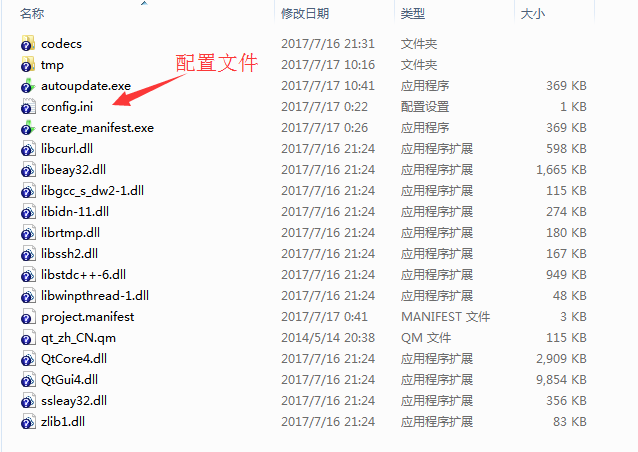 名称 修改日期 类型 大小
codecs 2017/7/16 21:31 文件夹
tmp 2017/7/17 10:16 文件夹
配置文件
autoupdate.exe 2017/7/17 10:41 应用程序 369 KB
config.ini 2017/7/17 0:22 配置设置 1 KB
create_manifest.exe 2017/7/17 0:26 应用程序 369 KB
libcurl.dll 2017/7/16 21:24 应用程序扩展 598 KB
libeay32.dll 2017/7/16 21:24 应用程序扩展 1,665 KB
libgcc_s_dw2-1.dll 2017/7/16 21:24 应用程序扩展 115 KB
libidn-11.dll 2017/7/16 21:24 应用程序扩展 274 KB
librtmp.dll 2017/7/16 21:24 应用程序扩展 180 KB
libssh2.dll 2017/7/16 21:24 应用程序扩展 167 KB
libstdc++-6.dll 2017/7/16 21:24 应用程序扩展 949 KB
libwinpthread-1.dll 2017/7/16 21:24 应用程序扩展 48 KB
project.manifest 2017/7/17 0:41 MANIFEST 文件 3 KB
qt_zh_CN.qm 2014/5/14 20:38 QM 文件 115 KB
QtCore4.dll 2017/7/16 21:24 应用程序扩展 2,909 KB
QtGui4.dll 2017/7/16 21:24 应用程序扩展 9,854 KB
ssleay32.dll 2017/7/16 21:24 应用程序扩展 356 KB
zlib1.dll 2017/7/16 21:24 应用程序扩展 83 KB